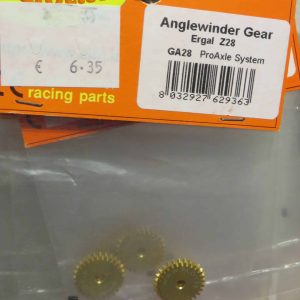 € 6.35
racing parts
Anglewinder Gear
Ergal Z28
GA28 ProAxle System
8 032927 629363